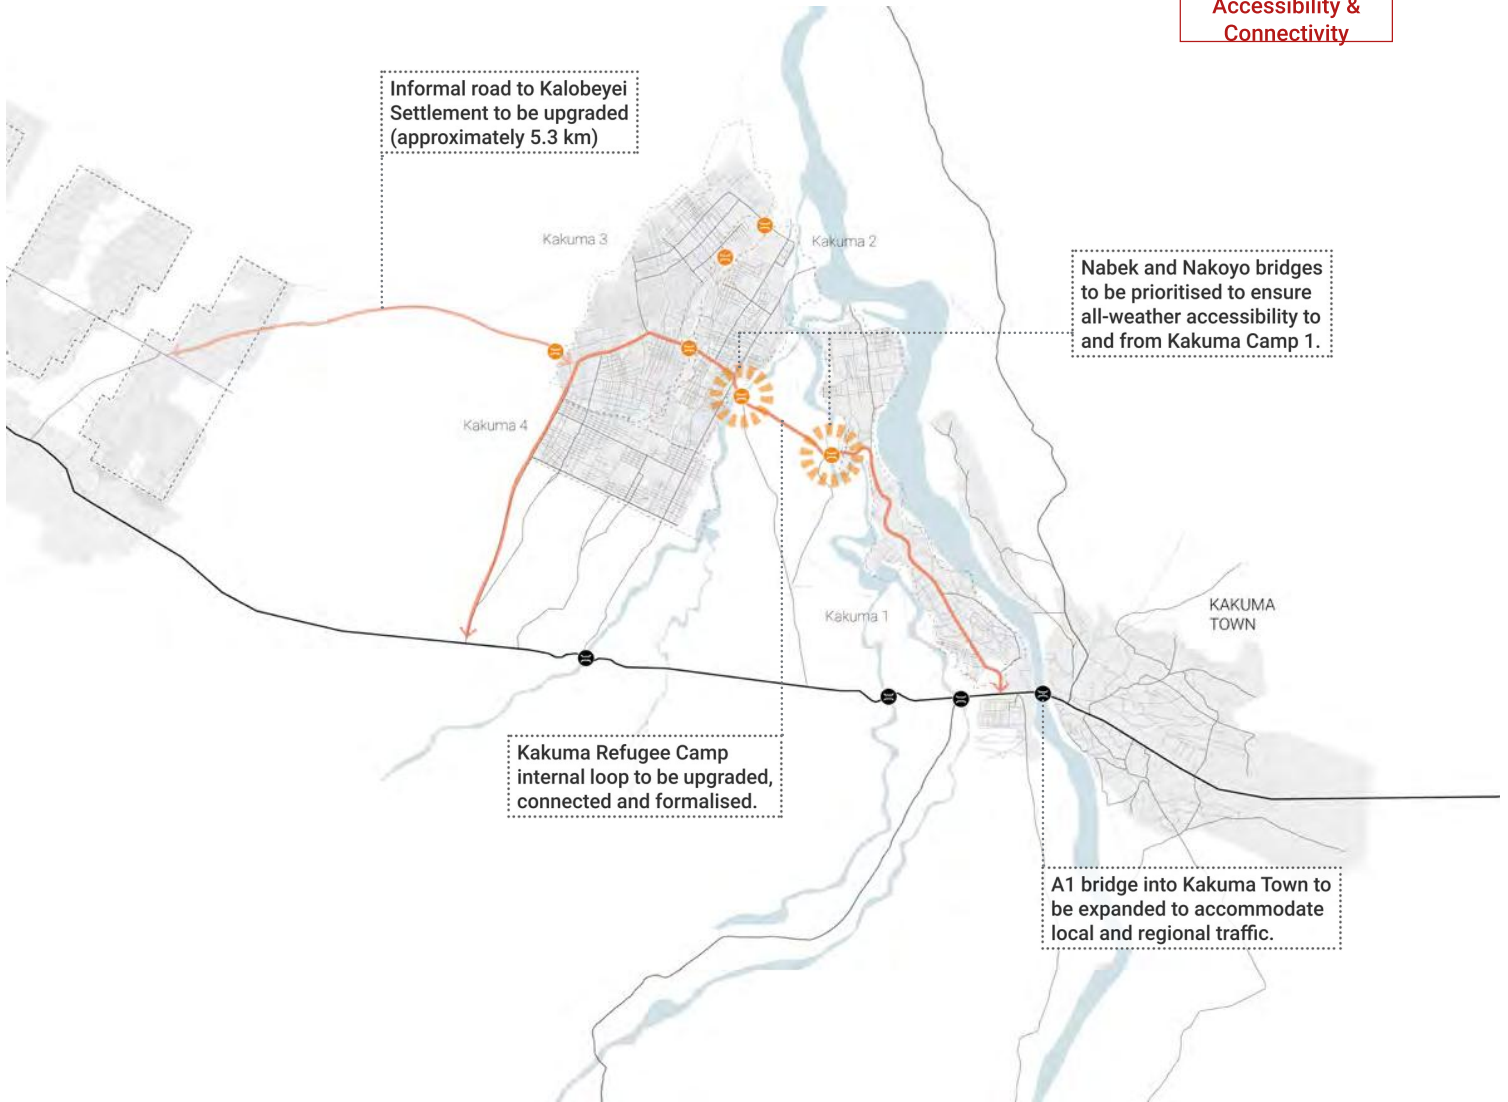 Accessibility &
Connectivity
Informal road to Kalobeyei
Settlement to be upgraded
(approximately 5.3 km)
Kakuma 3
Kakuma 2
Nabek and Nakoyo bridges
to be prioritised to ensure
all-weather accessibility to
and from Kakuma Camp 1.
Kakuma 4
Kakuma 1
KAKUMA
TOWN
Kakuma Refugee Camp
internal loop to be upgraded,
connected and formalised.
A1 bridge into Kakuma Town to
be expanded to accommodate
local and regional traffic.